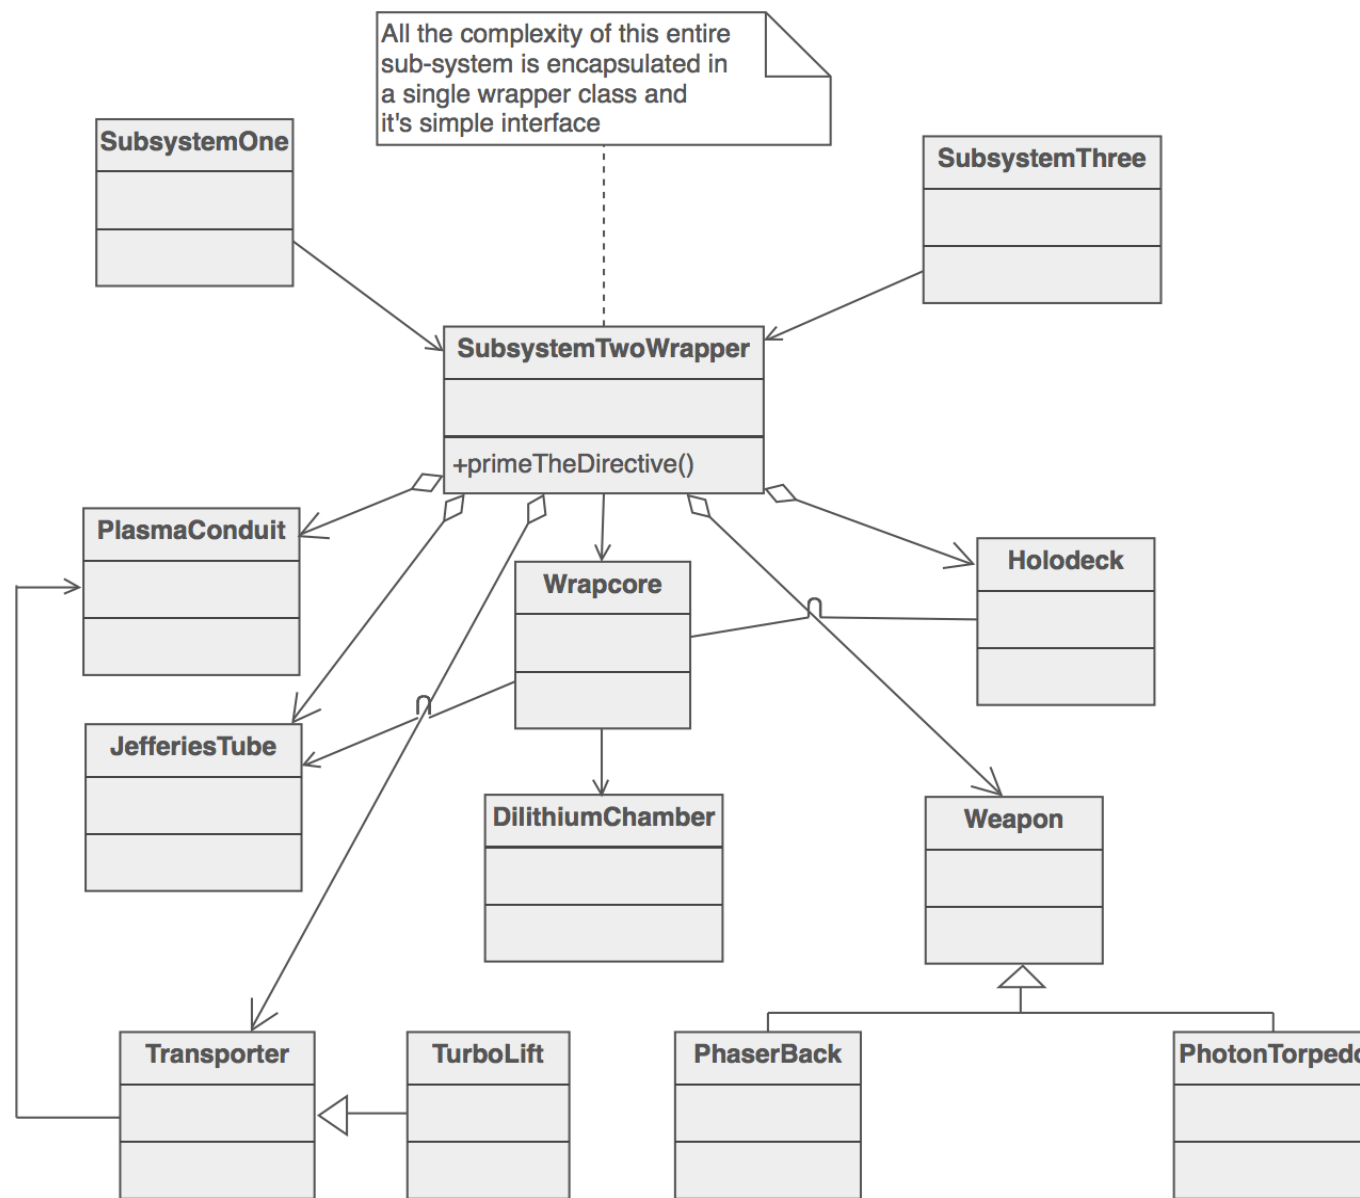 All the complexity of this entire
sub-system is encapsulated in
a single wrapper class and
it's simple interface
SubsystemOne
SubsystemThree
SubsystemTwoWrapper
+primeTheDirective()
PlasmaConduit
Wrapcore
Holodeck
JefferiesTube
DilithiumChamber
Weapon
Transporter
TurboLift
PhaserBack
PhotonTorpedo